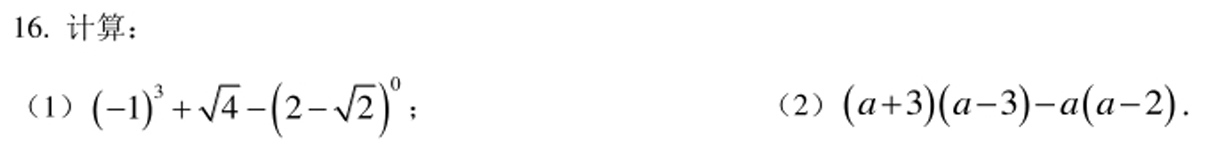 16. 计算：
（1）(−1)³ + √4 − (2 − √2)⁰； （2）(a+3)(a−3)−a(a−2).